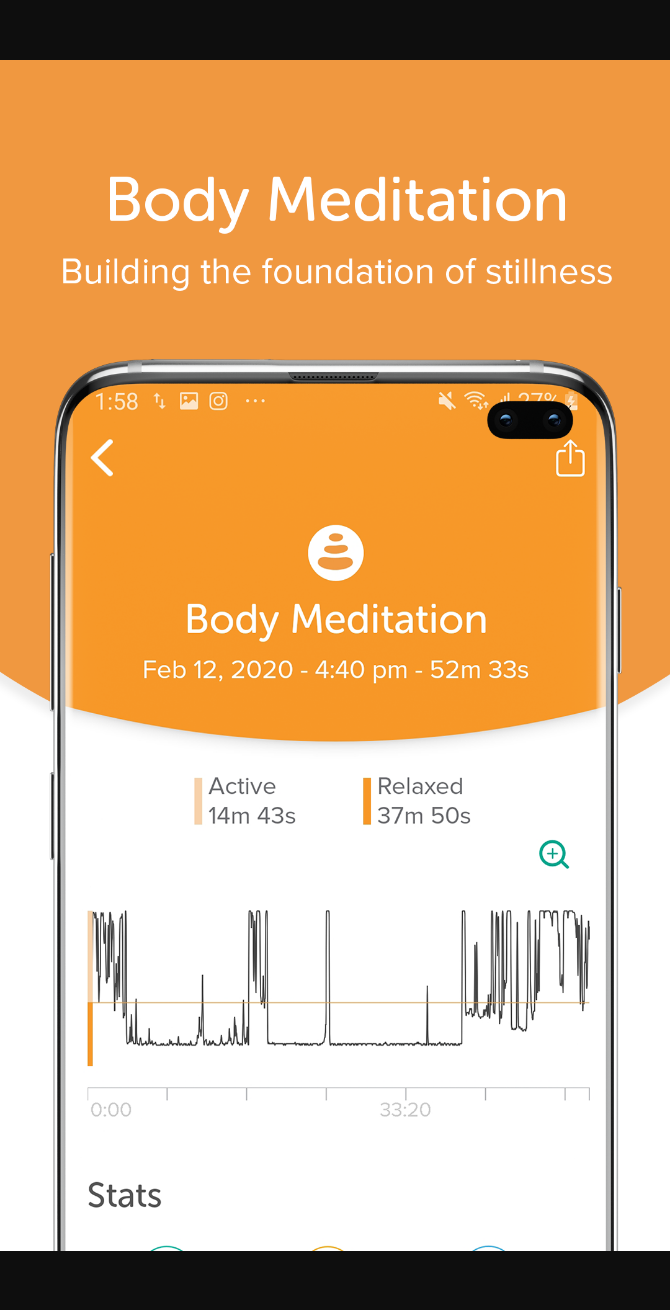 Body Meditation
Building the foundation of stillness
1:58 ... 27%
Body Meditation
Feb 12, 2020 - 4:40 pm - 52m 33s
Active
14m 43s
Relaxed
37m 50s
0:00
33:20
Stats